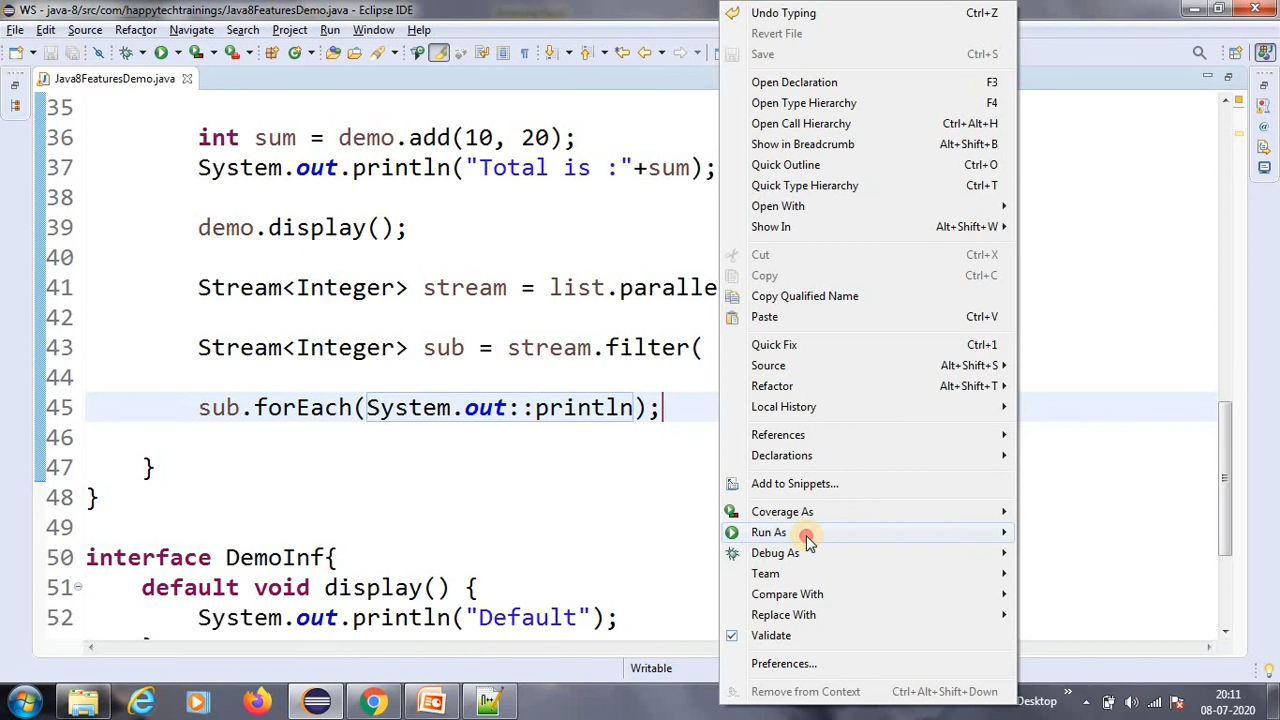 WS - java-8/src/com/happytechtrainings/Java8FeaturesDemo.java - Eclipse IDE
File Edit Source Refactor Navigate Search Project Run Window Help
Java8FeaturesDemo.java
35
36 int sum = demo.add(10, 20);
37 System.out.println("Total is :"+sum);
38
39 demo.display();
40
41 Stream<Integer> stream = list.paralle
42
43 Stream<Integer> sub = stream.filter(
44
45 sub.forEach(System.out::println);
46
47 }
48 }
49
50 interface DemoInf{
51 default void display() {
52 System.out.println("Default");
Undo Typing Ctrl+Z
Revert File
Save Ctrl+S
Open Declaration F3
Open Type Hierarchy F4
Open Call Hierarchy Ctrl+Alt+H
Show in Breadcrumb Alt+Shift+B
Quick Outline Ctrl+O
Quick Type Hierarchy Ctrl+T
Open With
Show In Alt+Shift+W
Cut Ctrl+X
Copy Ctrl+C
Copy Qualified Name
Paste Ctrl+V
Quick Fix Ctrl+1
Source Alt+Shift+S
Refactor Alt+Shift+T
Local History
References
Declarations
Add to Snippets...
Coverage As
Run As
Debug As
Team
Compare With
Replace With
Validate
Preferences...
Remove from Context Ctrl+Alt+Shift+Down
Writable
Desktop
20:11
08-07-2020